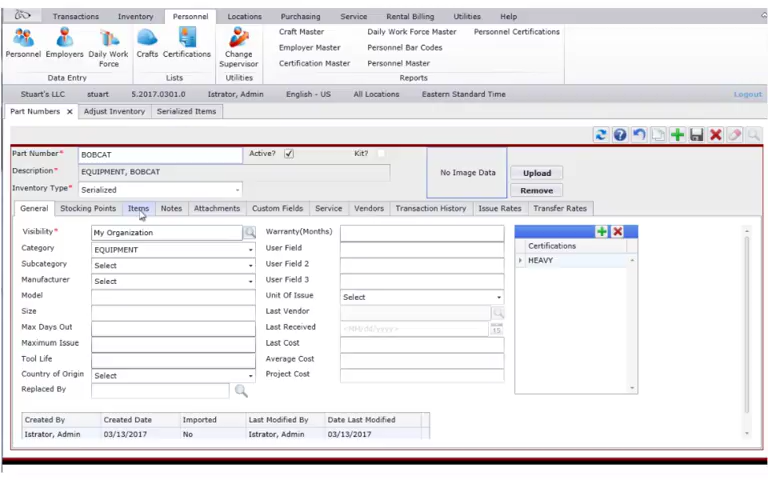 Transactions Inventory Personnel Locations Purchasing Service Rental Billing Utilities Help
Personnel Employers Daily Work Force Crafts Certifications Change Supervisor
Craft Master Daily Work Force Master Personnel Certifications
Employer Master Personnel Bar Codes
Certification Master Personnel Master
Data Entry Lists Utilities Reports
Stuart's LLC stuart 5.2017.0301.0 Istrator, Admin English - US All Locations Eastern Standard Time Logout
Part Numbers X Adjust Inventory Serialized Items
Part Number* BOBCAT Active? Kit?
Description* EQUIPMENT, BOBCAT
Inventory Type* Serialized
No Image Data Upload
Remove
General Stocking Points Items Notes Attachments Custom Fields Service Vendors Transaction History Issue Rates Transfer Rates
Visibility* My Organization Warranty(Months)
Category EQUIPMENT User Field Certifications
Subcategory Select User Field 2 HEAVY
Manufacturer Select User Field 3
Model Unit Of Issue Select
Size Last Vendor
Max Days Out Last Received <MM/dd/yyyy> 15
Maximum Issue Last Cost
Tool Life Average Cost
Country of Origin Select Project Cost
Replaced By
Created By Created Date Imported Last Modified By Date Last Modified
Istrator, Admin 03/13/2017 No Istrator, Admin 03/13/2017